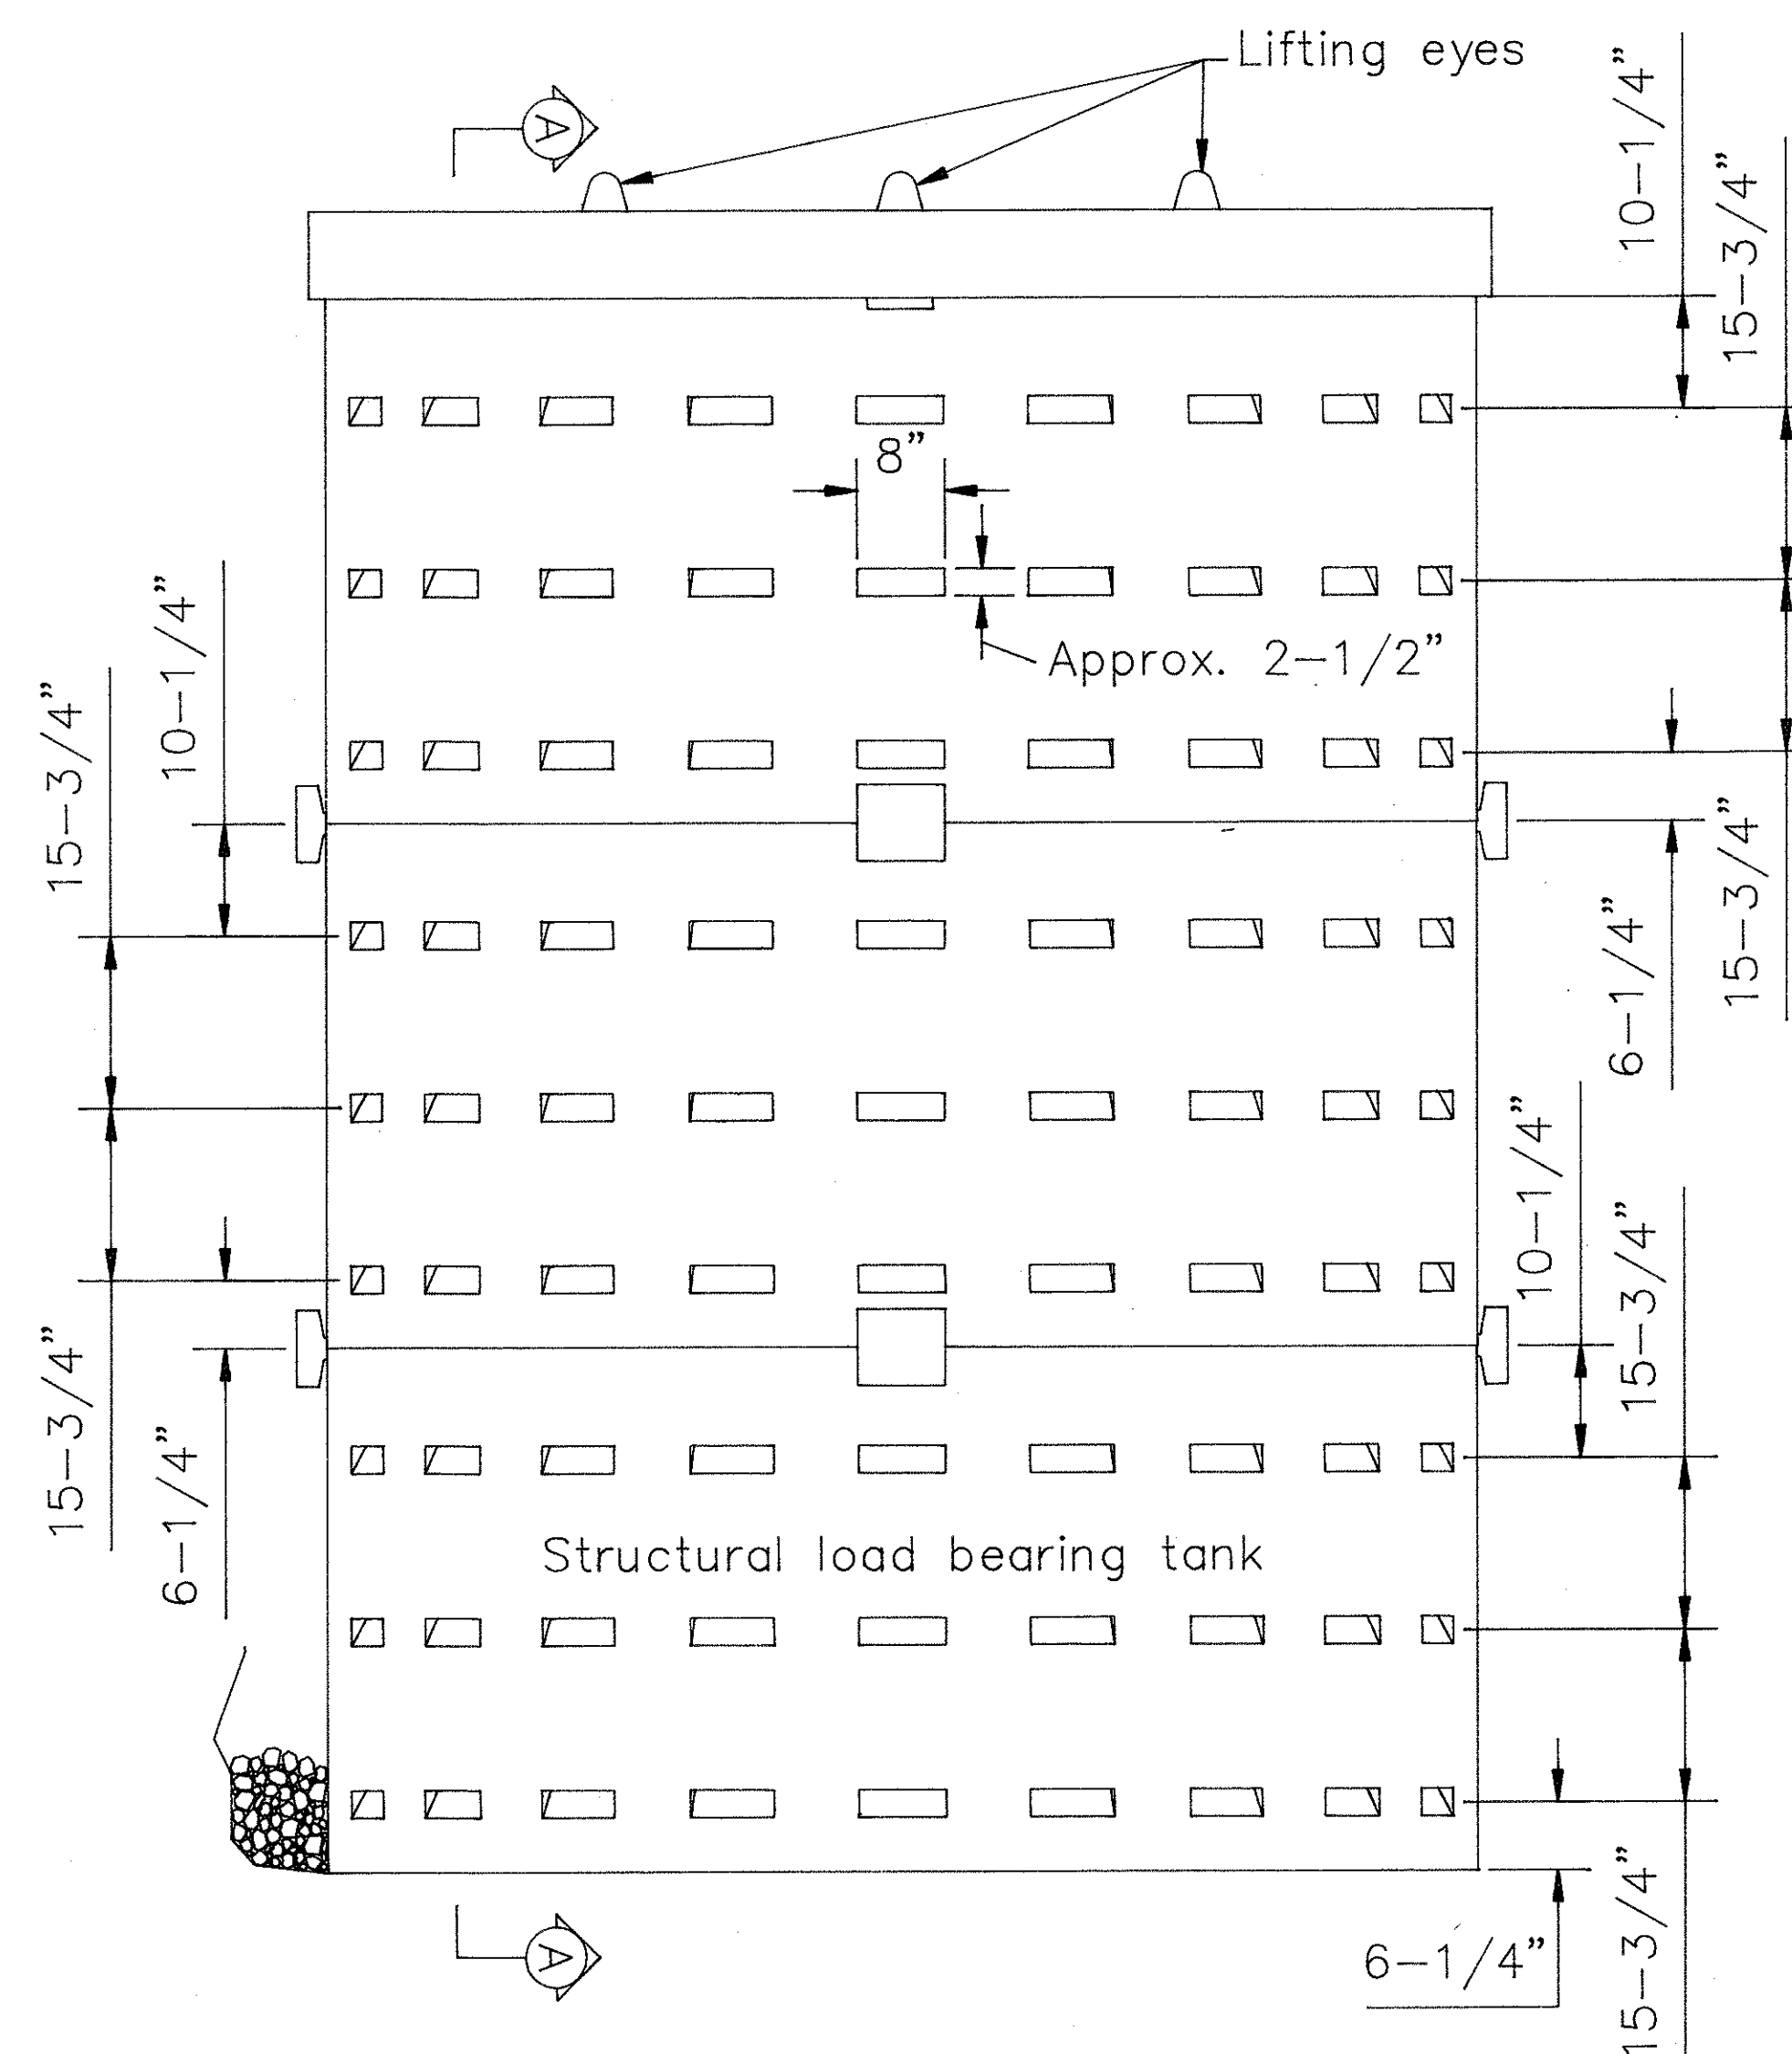 Lifting eyes
A
10-1/4"
15-3/4"
8"
Approx. 2-1/2"
10-1/4"
15-3/4"
15-3/4"
6-1/4"
10-1/4"
15-3/4"
15-3/4"
6-1/4"
Structural load bearing tank
A
6-1/4"
15-3/4"